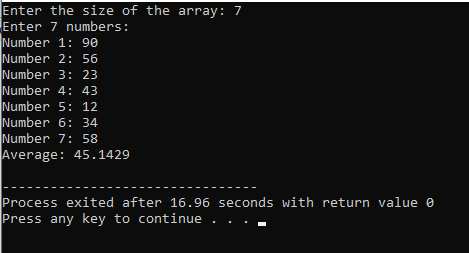 Enter the size of the array: 7
Enter 7 numbers:
Number 1: 90
Number 2: 56
Number 3: 23
Number 4: 43
Number 5: 12
Number 6: 34
Number 7: 58
Average: 45.1429
--------------------------------
Process exited after 16.96 seconds with return value 0
Press any key to continue . . .